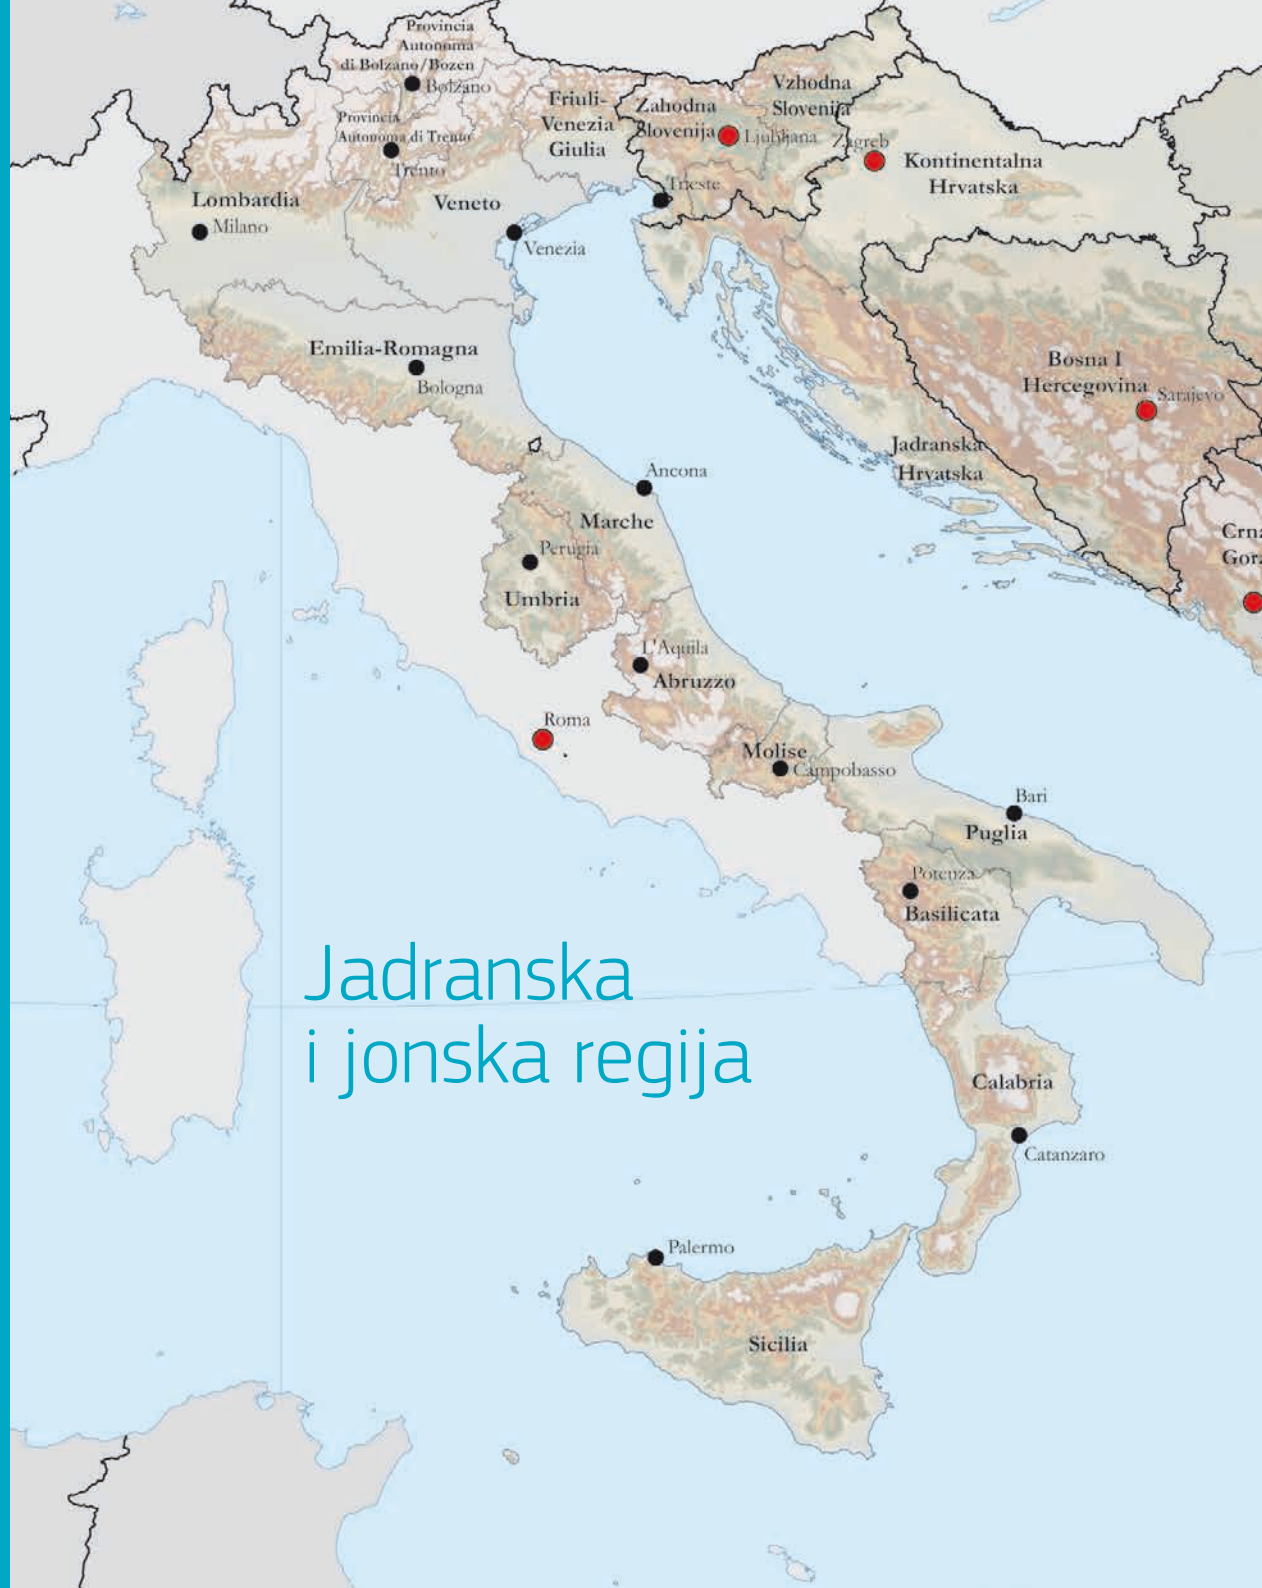 Provincia
Autonoma
di Bolzano/Bozen
Bolzano
Provincia
Autonoma di Trento
Trento
Friuli-
Venezia
Giulia
Zahodna
Slovenija
Ljubljana
Vzhodna
Slovenija
Zagreb
Kontinentalna
Hrvatska
Trieste
Lombardia
Milano
Veneto
Venezia
Emilia-Romagna
Bologna
Bosna I
Hercegovina
Sarajevo
Jadranska
Hrvatska
Ancona
Marche
Crna
Gora
Perugia
Umbria
L'Aquila
Abruzzo
Roma
Molise
Campobasso
Bari
Puglia
Potenza
Basilicata
Jadranska
i jonska regija
Calabria
Catanzaro
Palermo
Sicilia